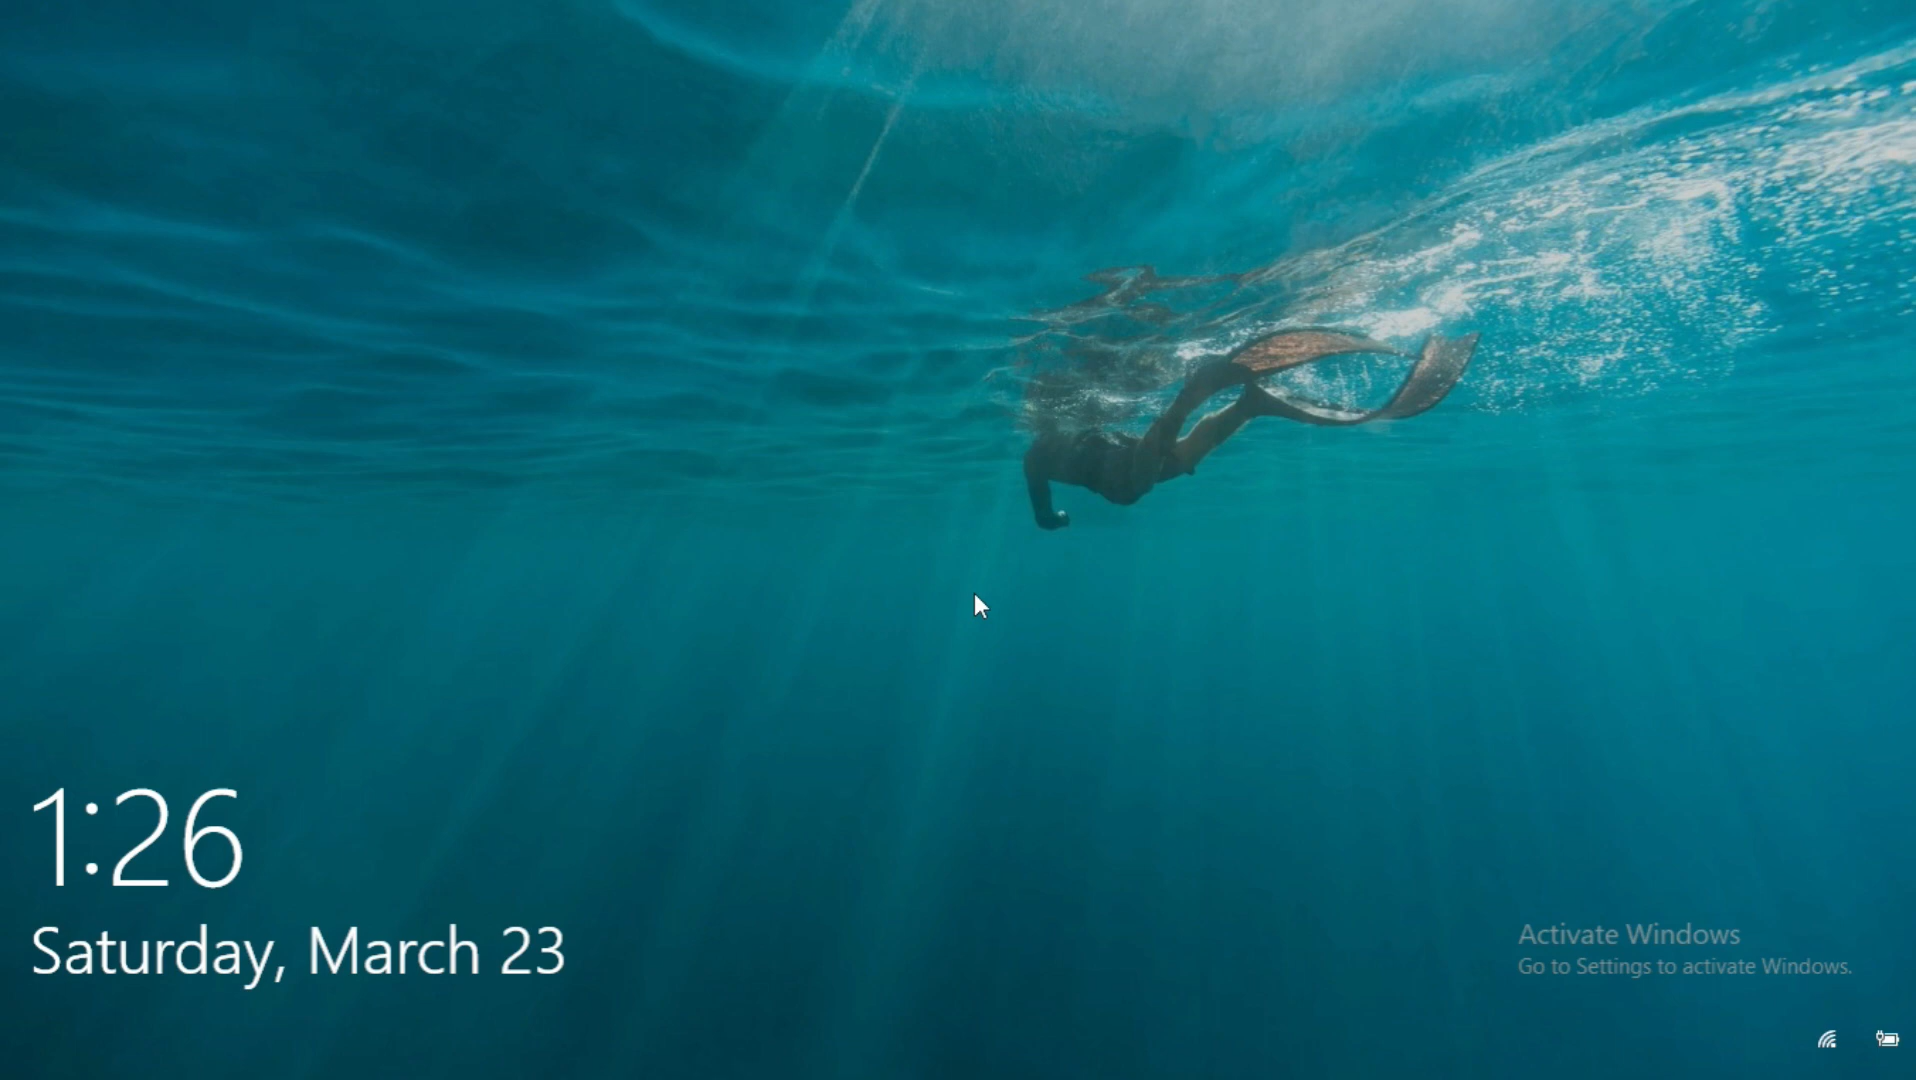 1:26
Saturday, March 23
Activate Windows
Go to Settings to activate Windows.